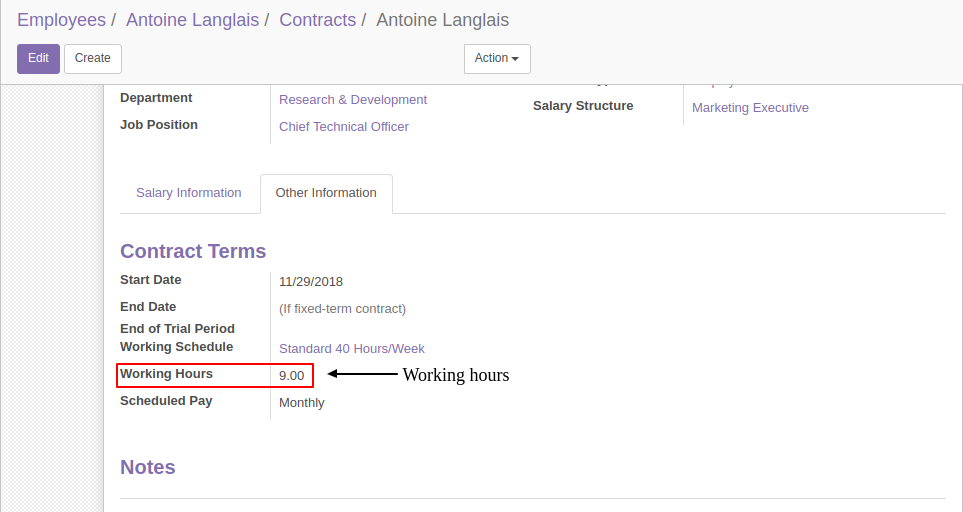 Employees / Antoine Langlais / Contracts / Antoine Langlais
Edit Create Action
Department Research & Development
Salary Structure Marketing Executive
Job Position Chief Technical Officer
Salary Information Other Information
Contract Terms
Start Date 11/29/2018
End Date (If fixed-term contract)
End of Trial Period
Working Schedule Standard 40 Hours/Week
Working Hours 9.00 Working hours
Scheduled Pay Monthly
Notes